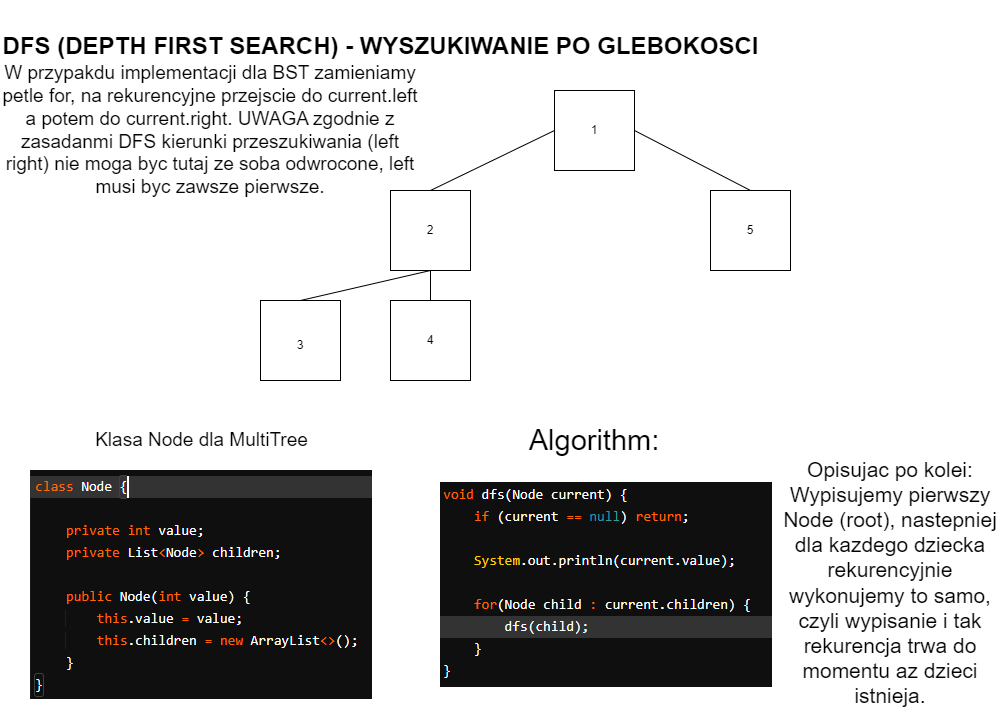 DFS (DEPTH FIRST SEARCH) - WYSZUKIWANIE PO GLEBOKOSCI
W przypakdu implementacji dla BST zamieniamy
petle for, na rekurencyjne przejscie do current.left
a potem do current.right. UWAGA zgodnie z
zasadanmi DFS kierunki przeszukiwania (left
right) nie moga byc tutaj ze soba odwrocone, left
musi byc zawsze pierwsze.
1
2
5
3
4
Klasa Node dla MultiTree
class Node {
private int value;
private List<Node> children;
public Node(int value) {
this.value = value;
this.children = new ArrayList<>();
}
}
Algorithm:
void dfs(Node current) {
if (current == null) return;
System.out.println(current.value);
for(Node child : current.children) {
dfs(child);
}
}
Opisujac po kolei:
Wypisujemy pierwszy
Node (root), nastepniej
dla kazdego dziecka
rekurencyjnie
wykonujemy to samo,
czyli wypisanie i tak
rekurencja trwa do
momentu az dzieci
istnieja.